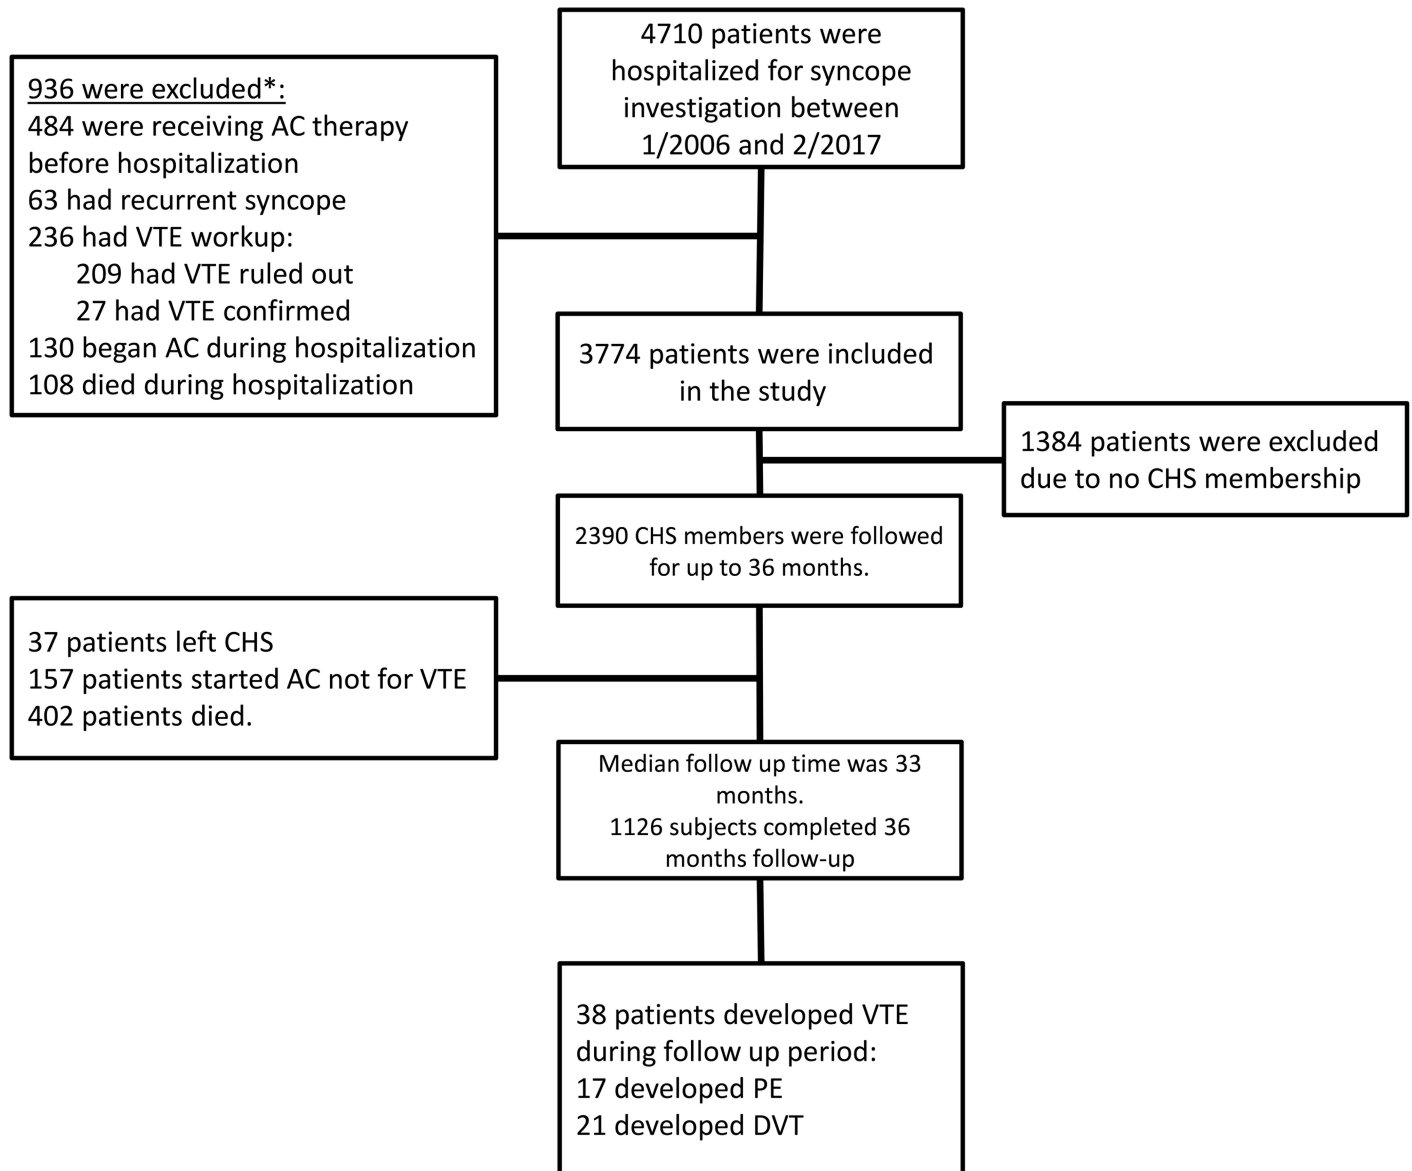 4710 patients were
hospitalized for syncope
investigation between
1/2006 and 2/2017
936 were excluded*:
484 were receiving AC therapy
before hospitalization
63 had recurrent syncope
236 had VTE workup:
209 had VTE ruled out
27 had VTE confirmed
130 began AC during hospitalization
108 died during hospitalization
3774 patients were included
in the study
1384 patients were excluded
due to no CHS membership
2390 CHS members were followed
for up to 36 months.
37 patients left CHS
157 patients started AC not for VTE
402 patients died.
Median follow up time was 33
months.
1126 subjects completed 36
months follow-up
38 patients developed VTE
during follow up period:
17 developed PE
21 developed DVT